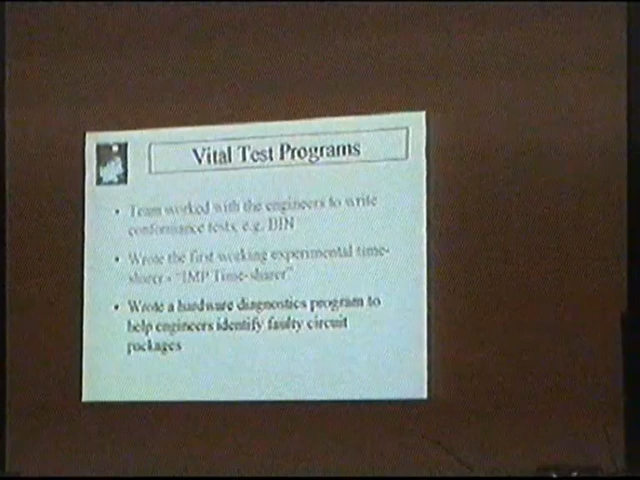 Vital Test Programs
• Team worked with the engineers to write
conformance tests, e.g. DIN
• Wrote the first working experimental time-
sharer - "IMP Time-sharer"
• Wrote a hardware diagnostics program to
help engineers identify faulty circuit
packages